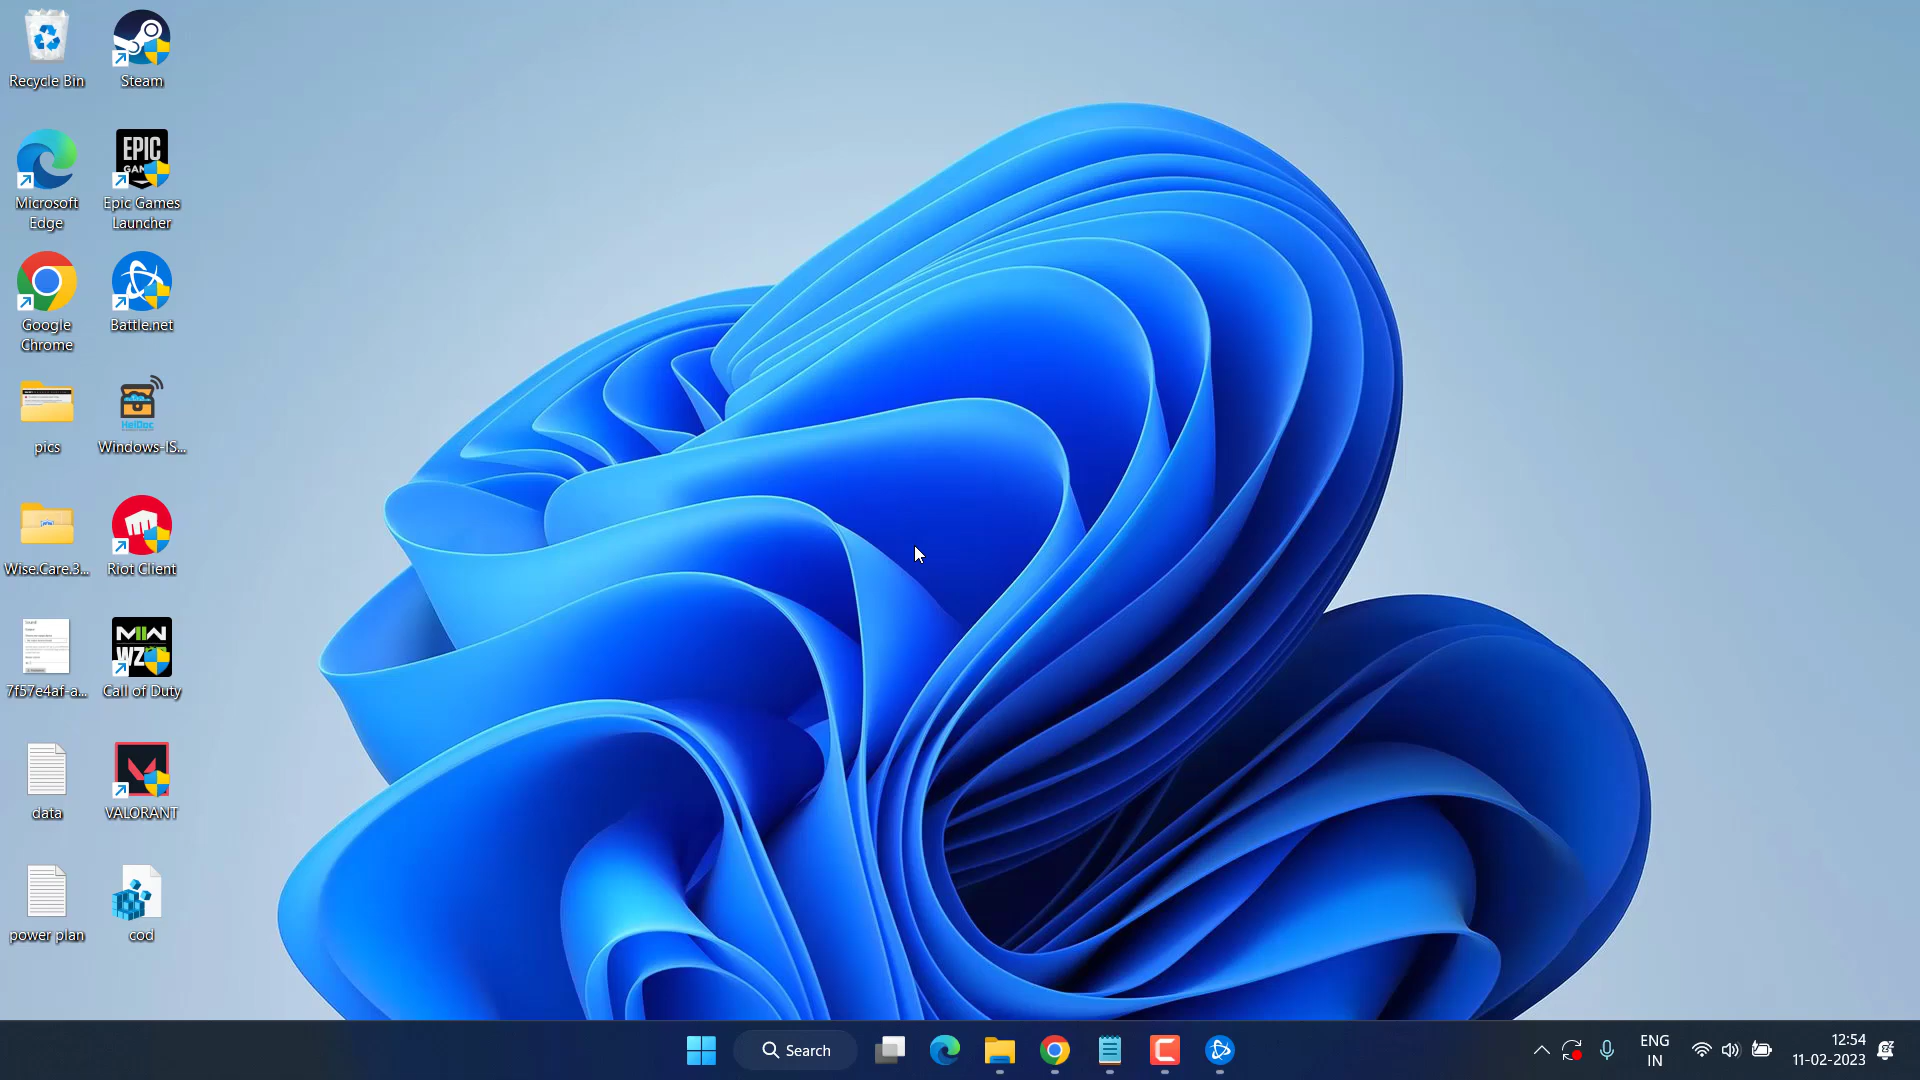 Recycle Bin
Steam
EPIC
GAM
Microsoft
Edge
Epic Games
Launcher
Google
Chrome
Battle.net
HeiDoc
pics
Windows-IS...
Wise.Care.3...
Riot Client
MW
WZ
7f57e4af-a...
Call of Duty
data
VALORANT
power plan
cod
Search
ENG
IN
12:54
11-02-2023